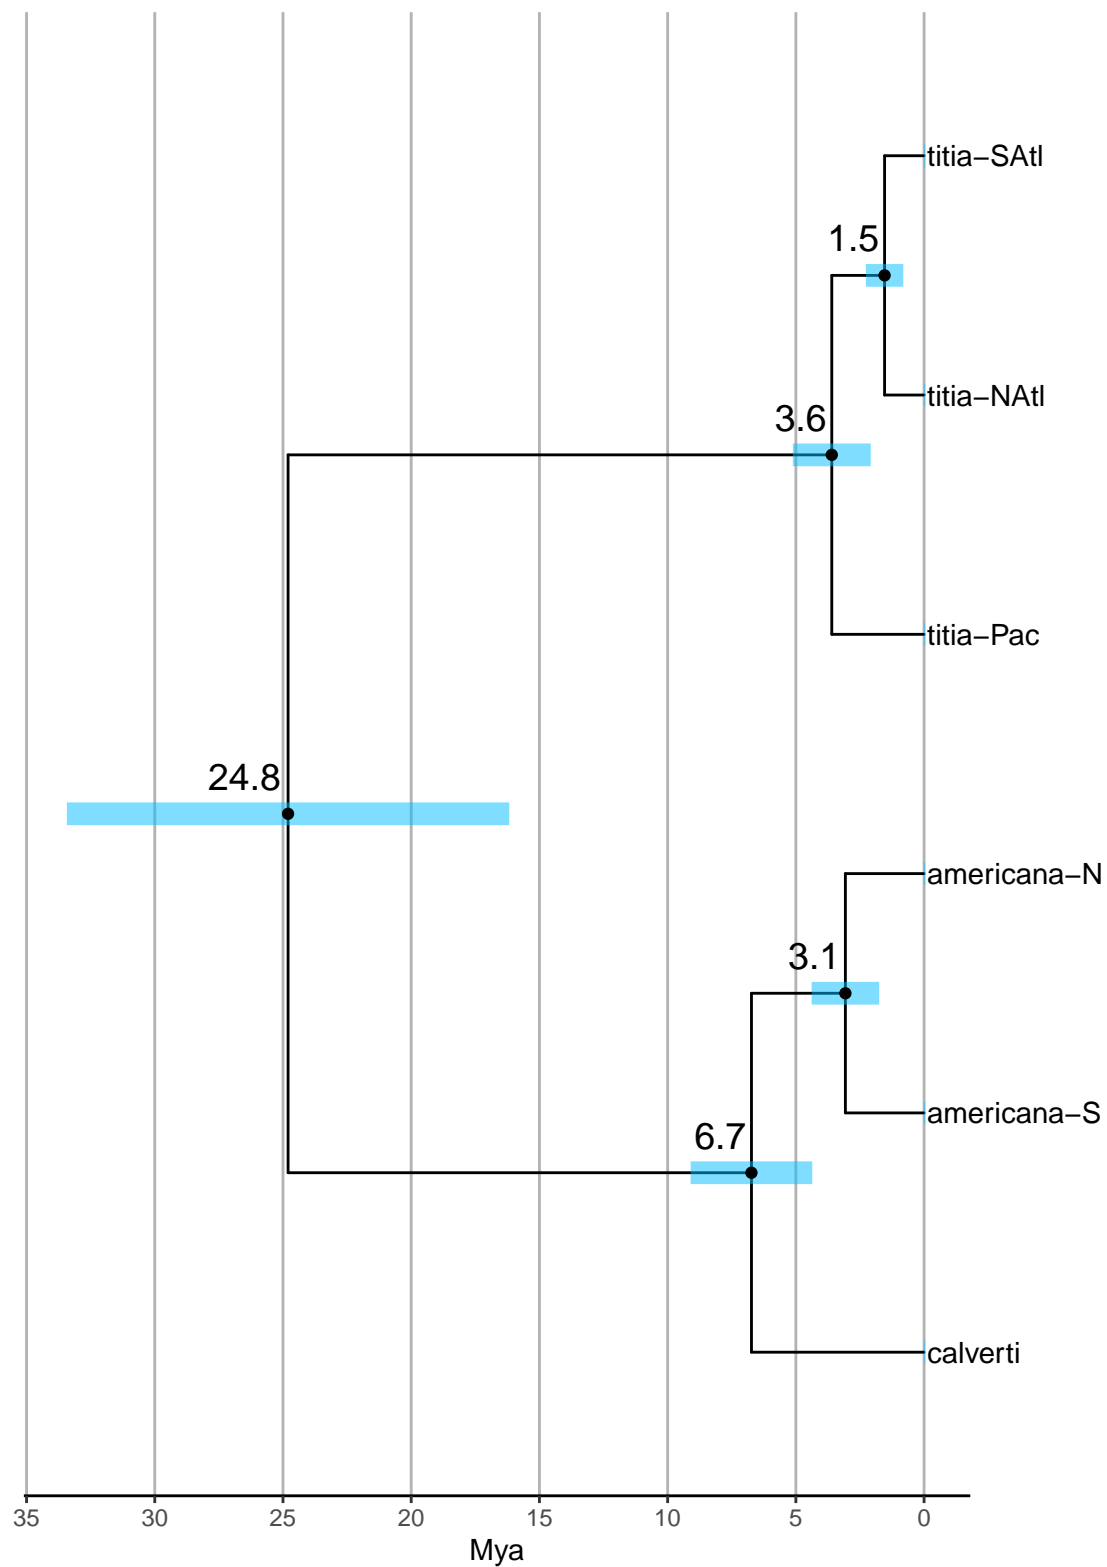 titia−SAtl
1.5
titia−NAtl
3.6
titia−Pac
24.8
americana−N
3.1
americana−S
6.7
calverti
35 30 25 20 15 10 5 0
Mya